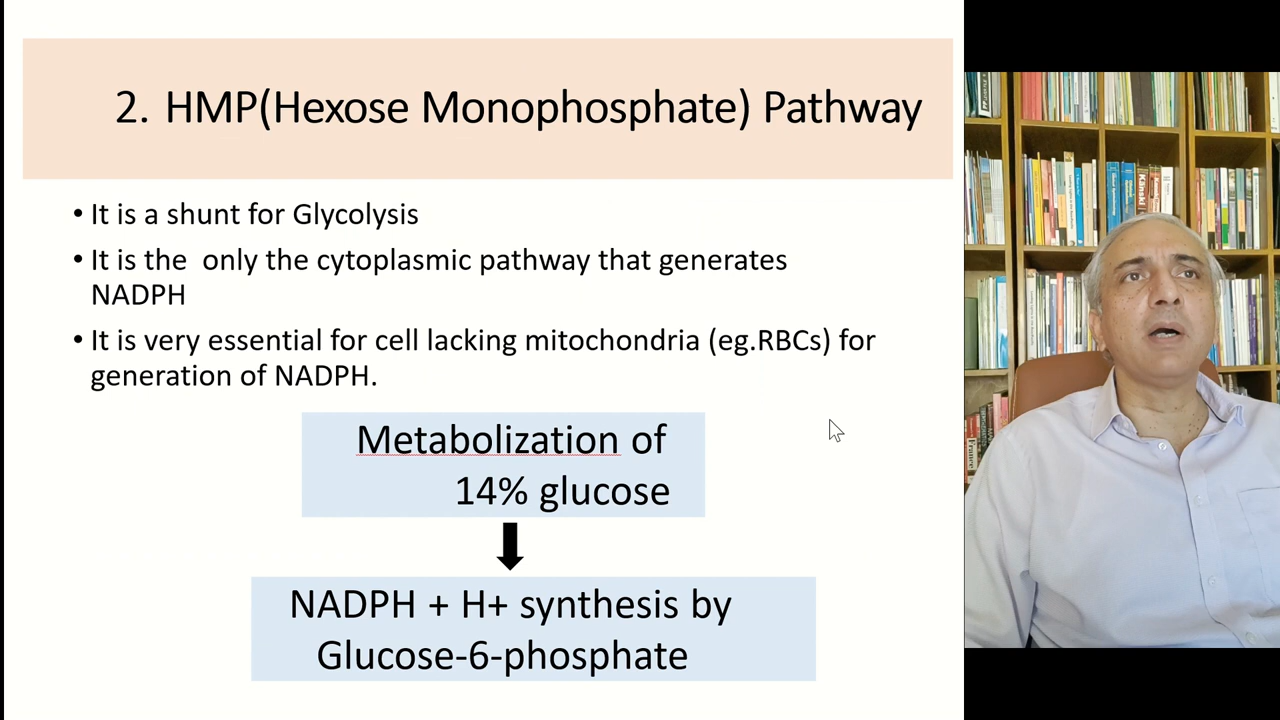 2. HMP(Hexose Monophosphate) Pathway
• It is a shunt for Glycolysis
• It is the only the cytoplasmic pathway that generates
NADPH
• It is very essential for cell lacking mitochondria (eg.RBCs) for
generation of NADPH.
Metabolization of
14% glucose
NADPH + H+ synthesis by
Glucose-6-phosphate
Kanski